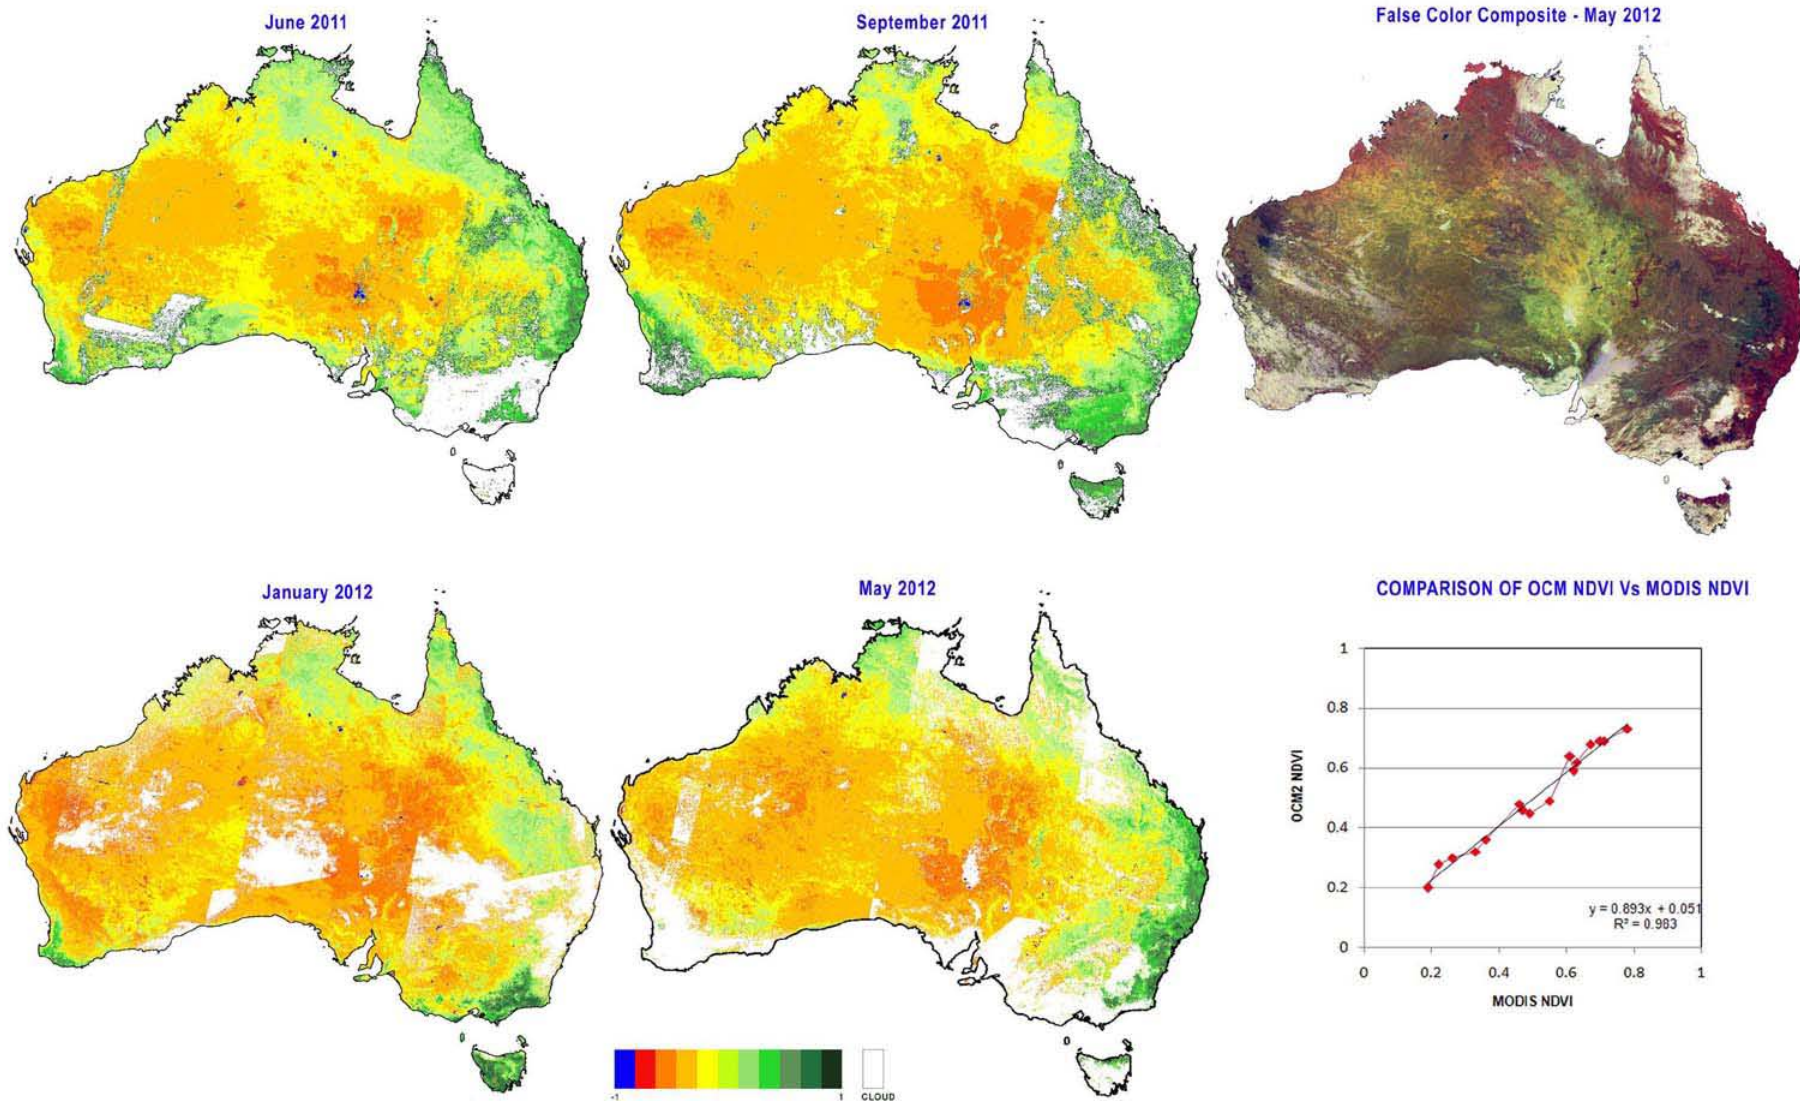 June 2011
September 2011
False Color Composite - May 2012
January 2012
May 2012
COMPARISON OF OCM NDVI Vs MODIS NDVI
1
0.8
0.6
0.4
0.2
0
OCM2 NDVI
y = 0.893x + 0.051
R² = 0.983
0 0.2 0.4 0.6 0.8 1
MODIS NDVI
-1 1 CLOUD